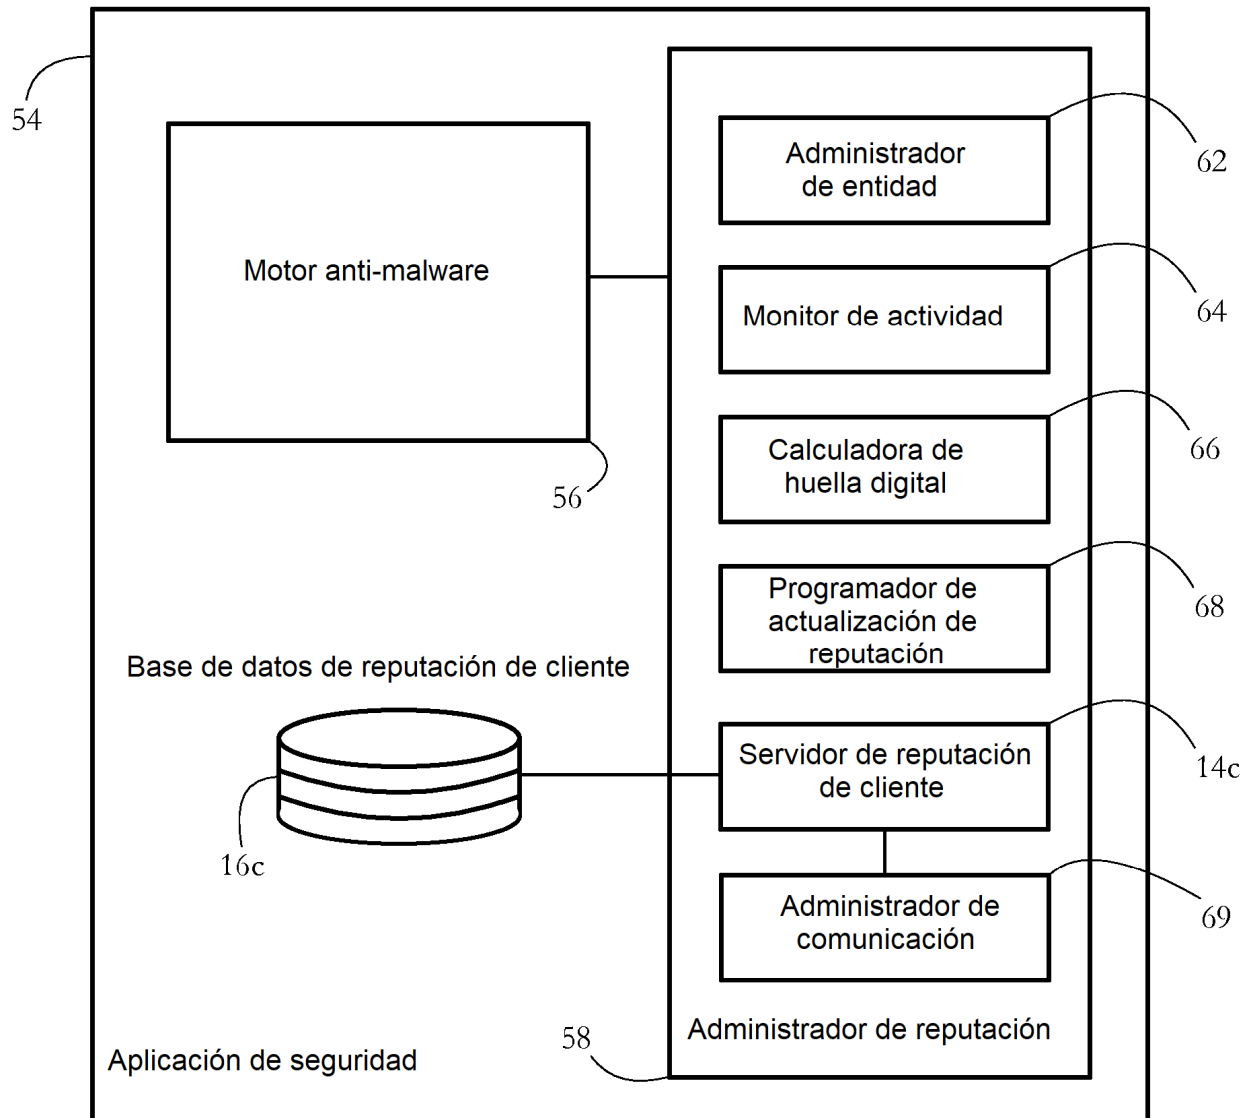 54
Administrador
de entidad
62
Motor anti-malware
Monitor de actividad
64
Calculadora de
huella digital
66
56
Programador de
actualización de
reputación
68
Base de datos de reputación de cliente
Servidor de reputación
de cliente
14c
16c
Administrador de
comunicación
69
58
Administrador de reputación
Aplicación de seguridad